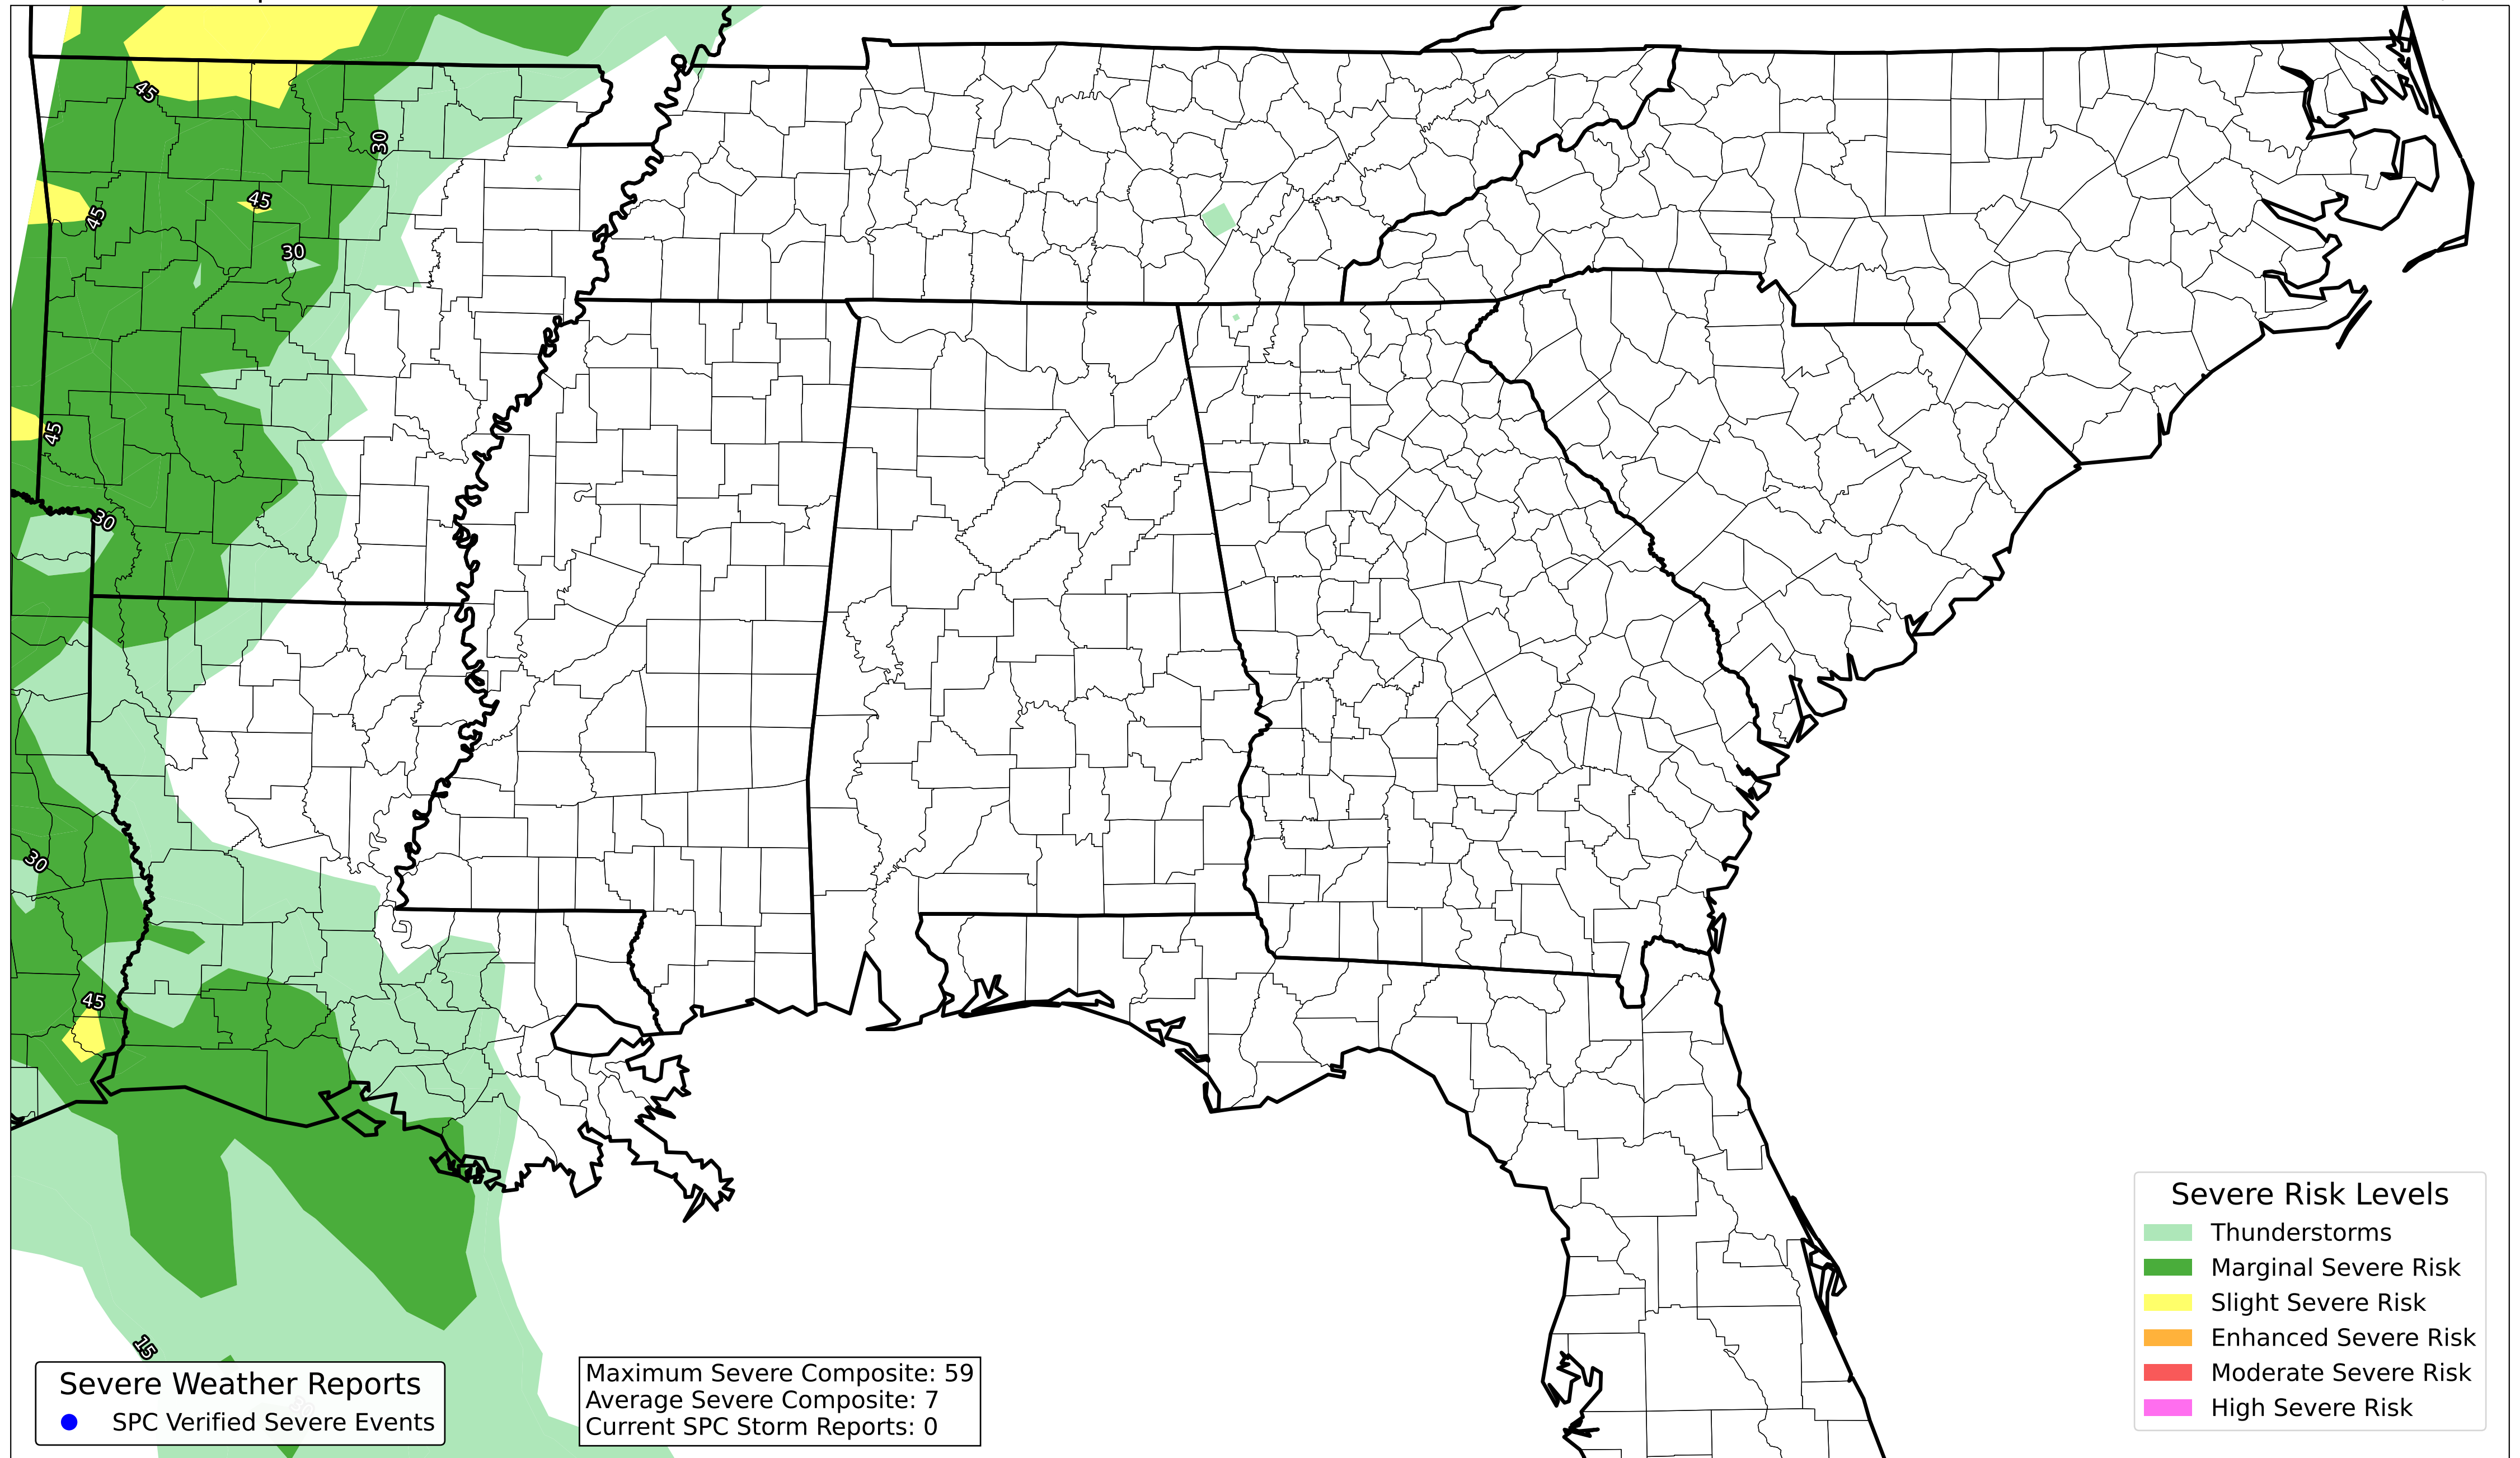 45
30
45
45
30
45
30
30
45
15
30
Severe Weather Reports
SPC Verified Severe Events
Maximum Severe Composite: 59
Average Severe Composite: 7
Current SPC Storm Reports: 0
Severe Risk Levels
Thunderstorms
Marginal Severe Risk
Slight Severe Risk
Enhanced Severe Risk
Moderate Severe Risk
High Severe Risk